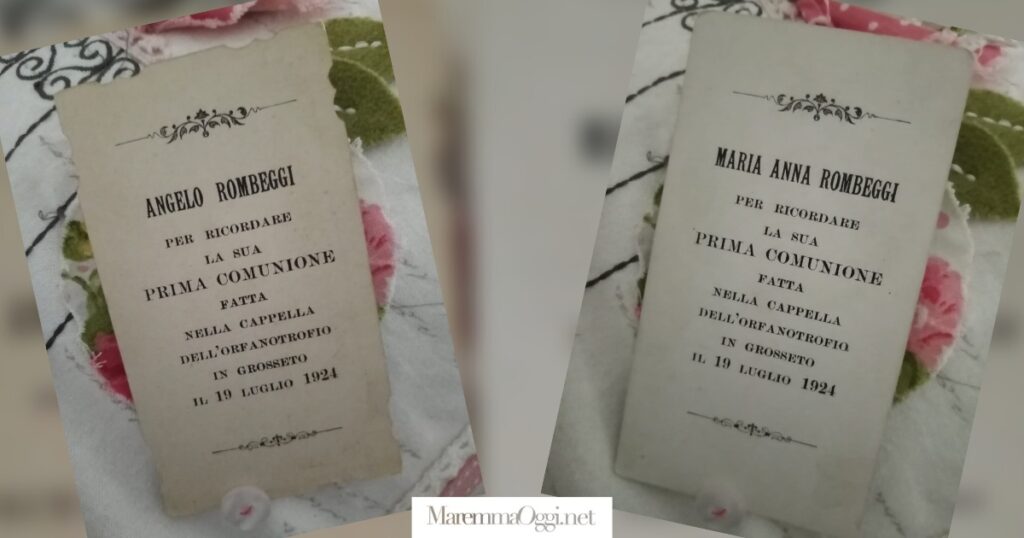 ANGELO ROMBEGGI
PER RICORDARE
LA SUA
PRIMA COMUNIONE
FATTA
NELLA CAPPELLA
DELL'ORFANOTROFIO
IN GROSSETO
IL 19 LUGLIO 1924
MARIA ANNA ROMBEGGI
PER RICORDARE
LA SUA
PRIMA COMUNIONE
FATTA
NELLA CAPPELLA
DELL'ORFANOTROFIO
IN GROSSETO
IL 19 LUGLIO 1924
MaremmaOggi.net